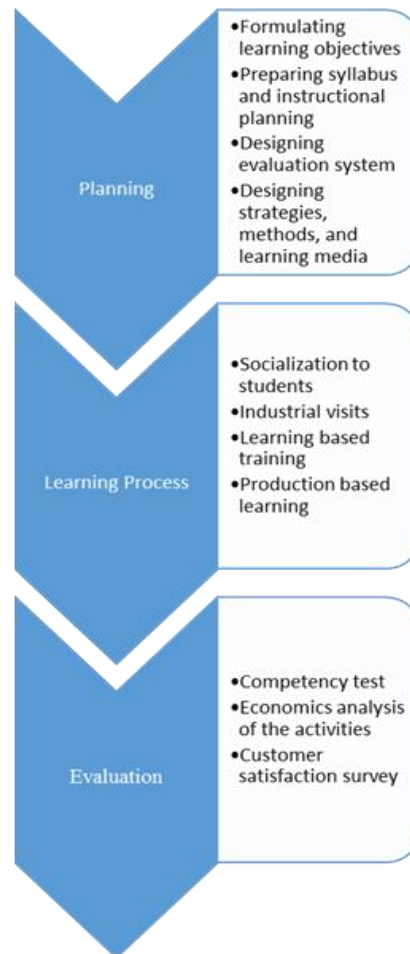 Planning
•Formulating
learning objectives
•Preparing syllabus
and instructional
planning
•Designing
evaluation system
•Designing
strategies,
methods, and
learning media
Learning Process
•Socialization to
students
•Industrial visits
•Learning based
training
•Production based
learning
Evaluation
•Competency test
•Economics analysis
of the activities
•Customer
satisfaction survey